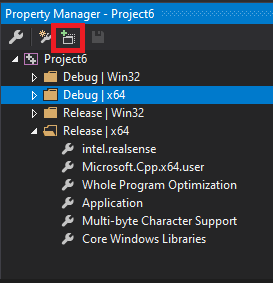 Property Manager - Project6
Project6
Debug | Win32
Debug | x64
Release | Win32
Release | x64
intel.realsense
Microsoft.Cpp.x64.user
Whole Program Optimization
Application
Multi-byte Character Support
Core Windows Libraries